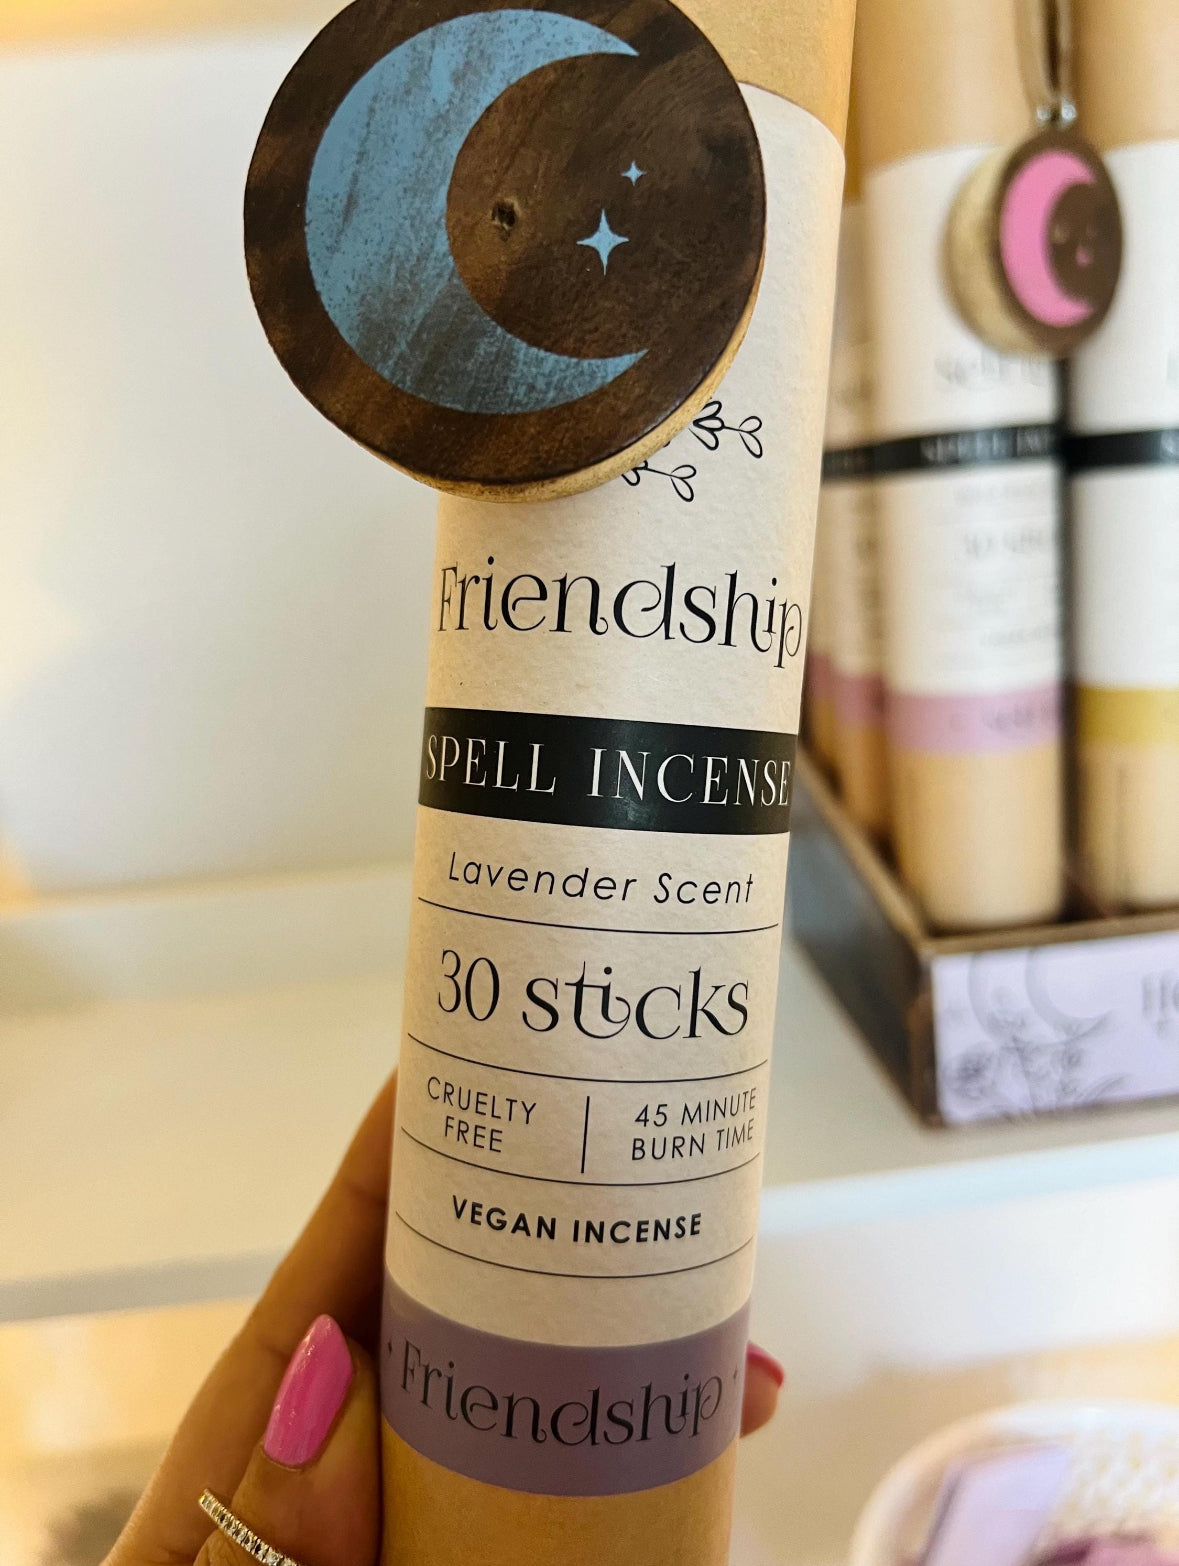 Friendship
SPELL INCENSE
Lavender Scent
30 sticks
CRUELTY
FREE
45 MINUTE
BURN TIME
VEGAN INCENSE
Friendship